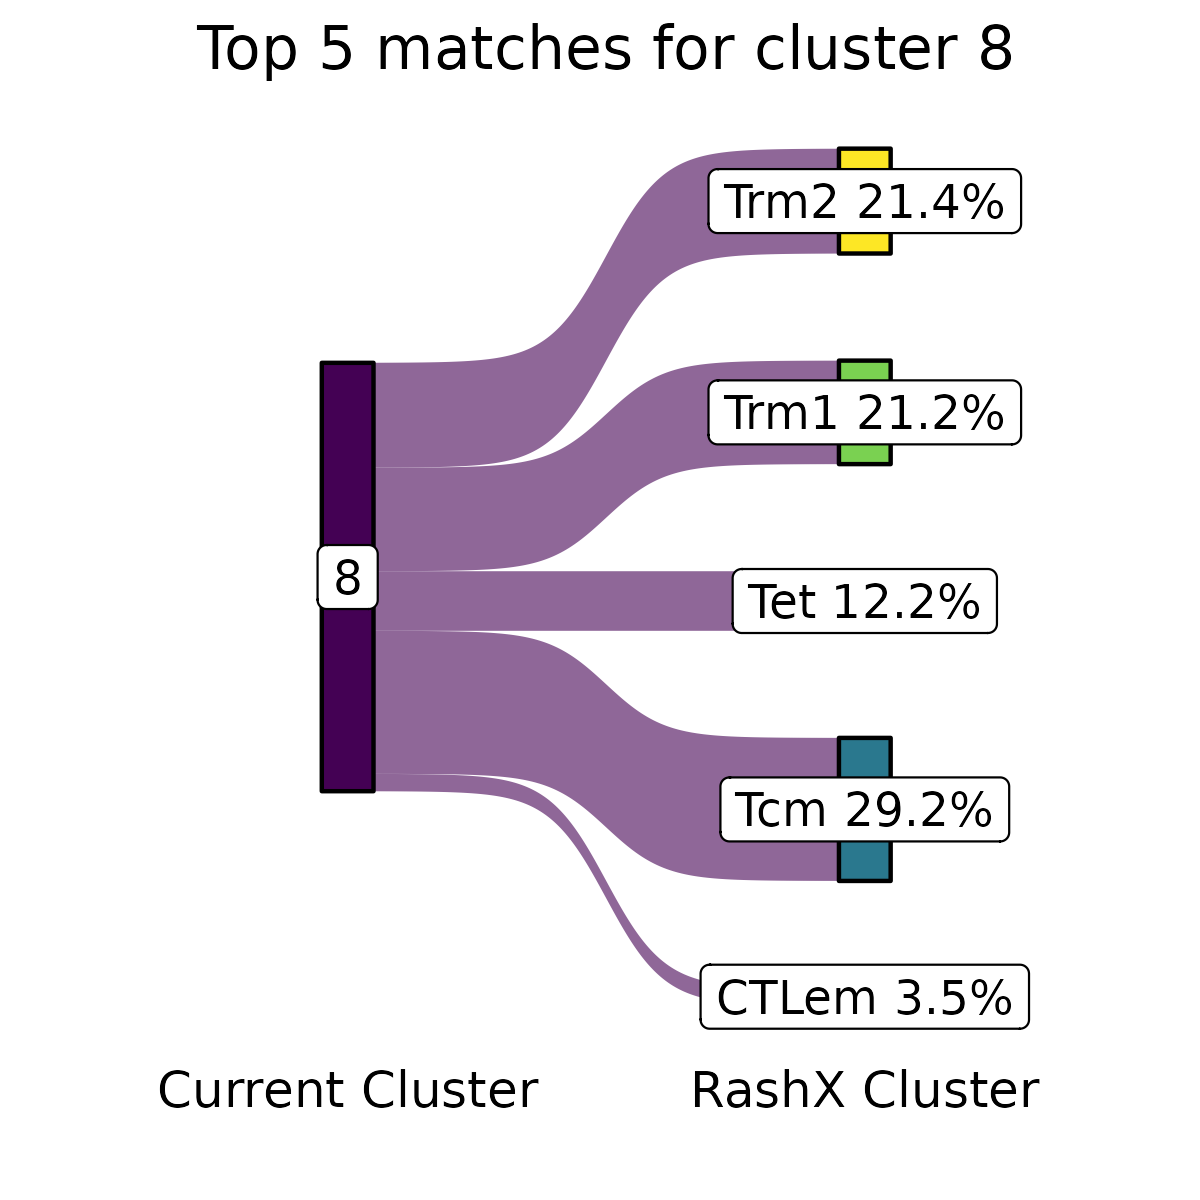 Top 5 matches for cluster 8
Trm2 21.4%
Trm1 21.2%
8
Tet 12.2%
Tcm 29.2%
CTLem 3.5%
Current Cluster
RashX Cluster